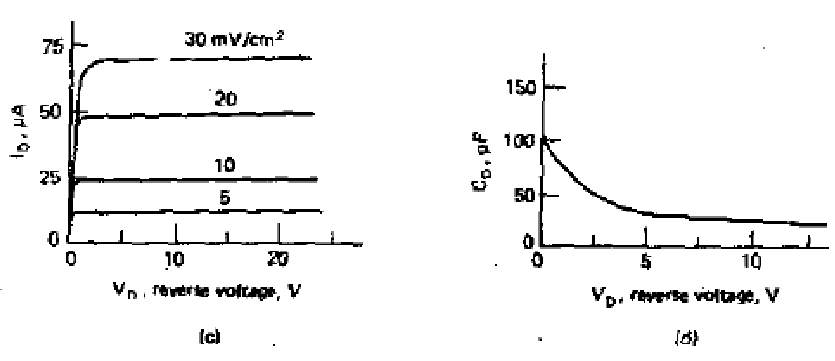 75
50
25
0
I_D, μA
30 mV/cm²
20
10
5
0 10 20
V_D, reverse voltage, V
(c)
150
100
50
0
C_D, pF
0 5 10
V_D, reverse voltage, V
(d)